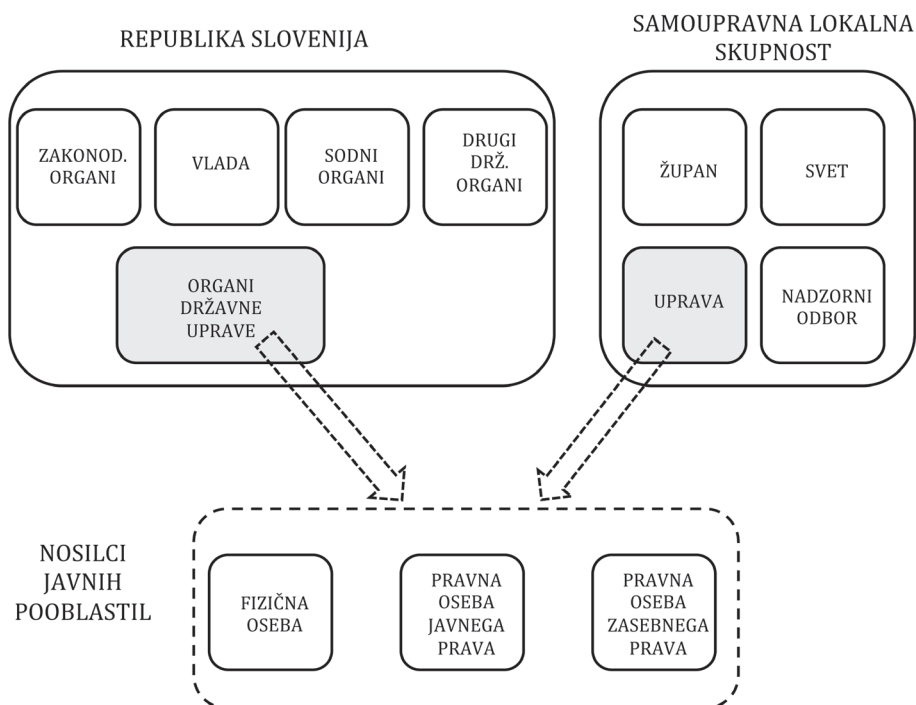 REPUBLIKA SLOVENIJA
SAMOUPRAVNA LOKALNA
SKUPNOST
ZAKONOD.
ORGANI
VLADA
SODNI
ORGANI
DRUGI
DRŽ.
ORGANI
ŽUPAN
SVET
ORGANI
DRŽAVNE
UPRAVE
UPRAVA
NADZORNI
ODBOR
NOSILCI
JAVNIH
POOBLASTIL
FIZIČNA
OSEBA
PRAVNA
OSEBA
JAVNEGA
PRAVA
PRAVNA
OSEBA
ZASEBNEGA
PRAVA